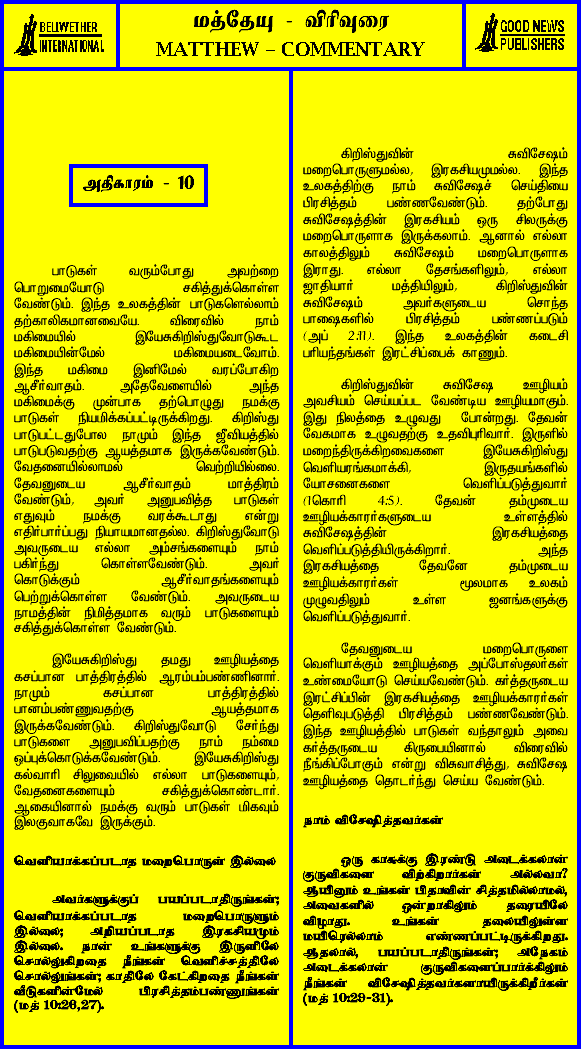 BELLWETHER
INTERNATIONAL
மத்தேயு - விரிவுரை
MATTHEW – COMMENTARY
GOOD NEWS
PUBLISHERS
அதிகாரம் - 10
பாடுகள் வரும்போது அவற்றை
பொறுமையோடு சகித்துக்கொள்ள
வேண்டும். இந்த உலகத்தின் பாடுகளெல்லாம்
தற்காலிகமானவையே. விரைவில் நாம்
மகிமையில் இயேசுகிறிஸ்துவோடுகூட
மகிமையின்மேல் மகிமையடைவோம்.
இந்த மகிமை இனிமேல் வரப்போகிற
ஆசீர்வாதம். அதேவேளையில் அந்த
மகிமைக்கு முன்பாக தற்பொழுது நமக்கு
பாடுகள் நியமிக்கப்பட்டிருக்கிறது. கிறிஸ்து
பாடுபட்டதுபோல நாமும் இந்த ஜீவியத்தில்
பாடுபடுவதற்கு ஆயத்தமாக இருக்கவேண்டும்.
வேதனையில்லாமல் வெற்றியில்லை.
தேவனுடைய ஆசீர்வாதம் மாத்திரம்
வேண்டும், அவர் அனுபவித்த பாடுகள்
எதுவும் நமக்கு வரக்கூடாது என்று
எதிர்பார்ப்பது நியாயமானதல்ல. கிறிஸ்துவோடு
அவருடைய எல்லா அம்சங்களையும் நாம்
பகிர்ந்து கொள்ளவேண்டும். அவர்
கொடுக்கும் ஆசீர்வாதங்களையும்
பெற்றுக்கொள்ள வேண்டும். அவருடைய
நாமத்தின் நிமித்தமாக வரும் பாடுகளையும்
சகித்துக்கொள்ள வேண்டும்.
இயேசுகிறிஸ்து தமது ஊழியத்தை
கசப்பான பாத்திரத்தில் ஆரம்பம்பண்ணினார்.
நாமும் கசப்பான பாத்திரத்தில்
பானம்பண்ணுவதற்கு ஆயத்தமாக
இருக்கவேண்டும். கிறிஸ்துவோடு சேர்ந்து
பாடுகளை அனுபவிப்பதற்கு நாம் நம்மை
ஒப்புக்கொடுக்கவேண்டும். இயேசுகிறிஸ்து
கல்வாரி சிலுவையில் எல்லா பாடுகளையும்,
வேதனைகளையும் சகித்துக்கொண்டார்.
ஆகையினால் நமக்கு வரும் பாடுகள் மிகவும்
இலகுவாகவே இருக்கும்.
வெளியாக்கப்படாத மறைபொருள் இல்லை
அவர்களுக்குப் பயப்படாதிருங்கள்;
வெளியாக்கப்படாத மறைபொருளும்
இல்லை; அறியப்படாத இரகசியமும்
இல்லை. நான் உங்களுக்கு இருளிலே
சொல்லுகிறதை நீங்கள் வெளிச்சத்திலே
சொல்லுங்கள்; காதிலே கேட்கிறதை நீங்கள்
வீடுகளின்மேல் பிரசித்தம்பண்ணுங்கள்
(மத் 10:26,27).
கிறிஸ்துவின் சுவிசேஷம்
மறைபொருளுமல்ல, இரகசியமுமல்ல. இந்த
உலகத்திற்கு நாம் சுவிசேஷச் செய்தியை
பிரசித்தம் பண்ணவேண்டும். தற்போது
சுவிசேஷத்தின் இரகசியம் ஒரு சிலருக்கு
மறைபொருளாக இருக்கலாம். ஆனால் எல்லா
காலத்திலும் சுவிசேஷம் மறைபொருளாக
இராது. எல்லா தேசங்களிலும், எல்லா
ஜாதியார் மத்தியிலும், கிறிஸ்துவின்
சுவிசேஷம் அவர்களுடைய சொந்த
பாஷைகளில் பிரசித்தம் பண்ணப்படும்
(அப் 2:11). இந்த உலகத்தின் கடைசி
பரியந்தங்கள் இரட்சிப்பைக் காணும்.
கிறிஸ்துவின் சுவிசேஷ ஊழியம்
அவசியம் செய்யப்பட வேண்டிய ஊழியமாகும்.
இது நிலத்தை உழுவது போன்றது. தேவன்
வேகமாக உழுவதற்கு உதவிபுரிவார். இருளில்
மறைந்திருக்கிறவைகளை இயேசுகிறிஸ்து
வெளியரங்கமாக்கி, இருதயங்களில்
யோசனைகளை வெளிப்படுத்துவார்
(1கொரி 4:5). தேவன் தம்முடைய
ஊழியக்காரர்களுடைய உள்ளத்தில்
சுவிசேஷத்தின் இரகசியத்தை
வெளிப்படுத்தியிருக்கிறார். அந்த
இரகசியத்தை தேவனே தம்முடைய
ஊழியக்காரர்கள் மூலமாக உலகம்
முழுவதிலும் உள்ள ஜனங்களுக்கு
வெளிப்படுத்துவார்.
தேவனுடைய மறைபொருளை
வெளியாக்கும் ஊழியத்தை அப்போஸ்தலர்கள்
உண்மையோடு செய்யவேண்டும். கர்த்தருடைய
இரட்சிப்பின் இரகசியத்தை ஊழியக்காரர்கள்
தெளிவுபடுத்தி பிரசித்தம் பண்ணவேண்டும்.
இந்த ஊழியத்தில் பாடுகள் வந்தாலும் அவை
கர்த்தருடைய கிருபையினால் விரைவில்
நீங்கிப்போகும் என்று விசுவாசித்து, சுவிசேஷ
ஊழியத்தை தொடர்ந்து செய்ய வேண்டும்.
நாம் விசேஷித்தவர்கள்
ஒரு காசுக்கு இரண்டு அடைக்கலான்
குருவிகளை விற்கிறார்கள் அல்லவா?
ஆயினும் உங்கள் பிதாவின் சித்தமில்லாமல்,
அவைகளில் ஒன்றாகிலும் தரையிலே
விழாது. உங்கள் தலையிலுள்ள
மயிரெல்லாம் எண்ணப்பட்டிருக்கிறது.
ஆதலால், பயப்படாதிருங்கள்; அநேகம்
அடைக்கலான் குருவிகளைப்பார்க்கிலும்
நீங்கள் விசேஷித்தவர்களாயிருக்கிறீர்கள்
(மத் 10:29-31).